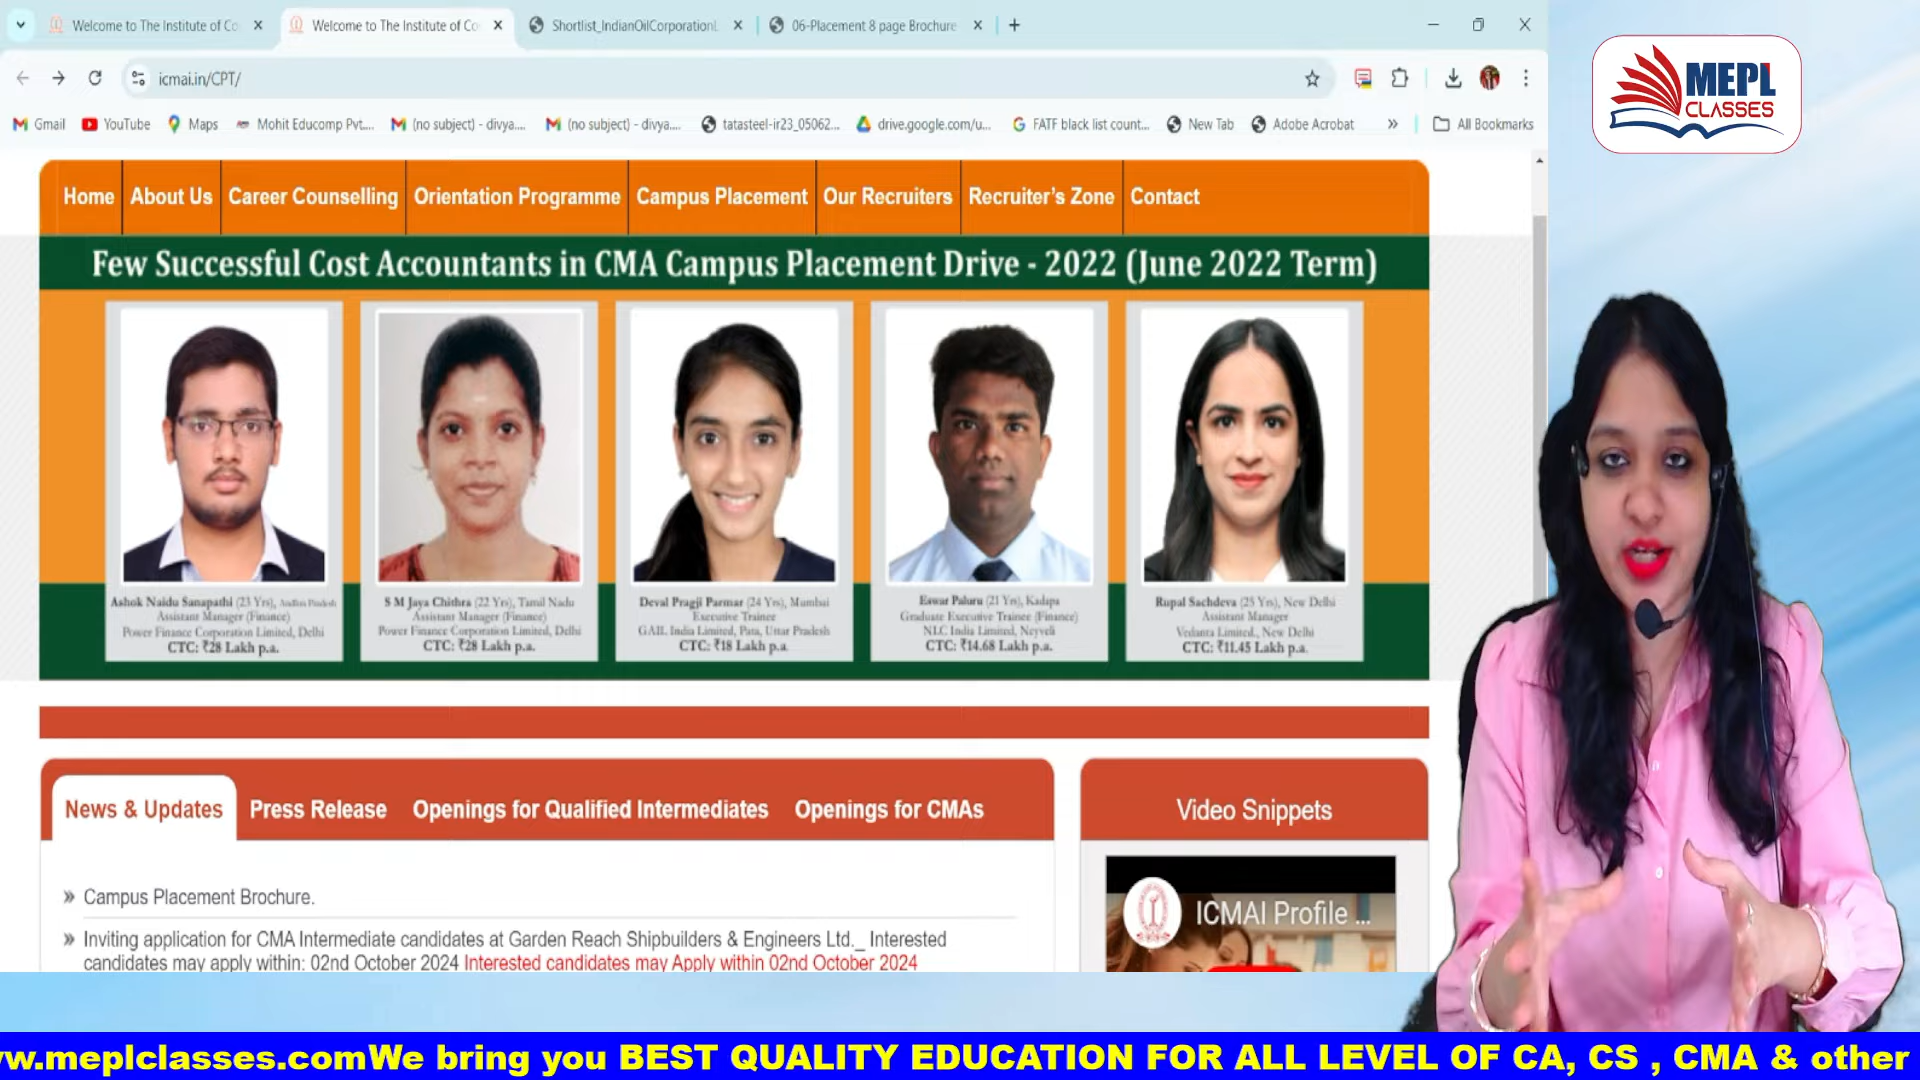 Welcome to The Institute of Co
Welcome to The Institute of Co
Shortlist_IndianOilCorporationL
06-Placement 8 page Brochure
icmai.in/CPT/
Gmail
YouTube
Maps
Mohit Educomp Pvt....
(no subject) - divya....
(no subject) - divya....
tatasteel-ir23_05062...
drive.google.com/u...
FATF black list count...
New Tab
Adobe Acrobat
All Bookmarks
MEPL
CLASSES
Home
About Us
Career Counselling
Orientation Programme
Campus Placement
Our Recruiters
Recruiter's Zone
Contact
Few Successful Cost Accountants in CMA Campus Placement Drive - 2022 (June 2022 Term)
Ashok Naidu Sanapathi (23 Yrs), Andhra Pradesh
Assistant Manager (Finance)
Power Finance Corporation Limited, Delhi
CTC: ₹28 Lakh p.a.
S M Jaya Chithra (22 Yrs), Tamil Nadu
Assistant Manager (Finance)
Power Finance Corporation Limited, Delhi
CTC: ₹28 Lakh p.a.
Deval Pragji Parmar (24 Yrs), Mumbai
Executive Trainee
GAIL India Limited, Pata, Uttar Pradesh
CTC: ₹18 Lakh p.a.
Eswar Paluru (21 Yrs), Kadapa
Graduate Executive Trainee (Finance)
NLC India Limited, Neyveli
CTC: ₹14.68 Lakh p.a.
Rupal Sachdeva (25 Yrs), New Delhi
Assistant Manager
Vedanta Limited., New Delhi
CTC: ₹11.45 Lakh p.a.
News & Updates
Press Release
Openings for Qualified Intermediates
Openings for CMAs
Video Snippets
» Campus Placement Brochure.
» Inviting application for CMA Intermediate candidates at Garden Reach Shipbuilders & Engineers Ltd._ Interested
candidates may apply within: 02nd October 2024 Interested candidates may Apply within 02nd October 2024
ICMAI Profile ...
w.meplclasses.comWe bring you BEST QUALITY EDUCATION FOR ALL LEVEL OF CA, CS , CMA & other